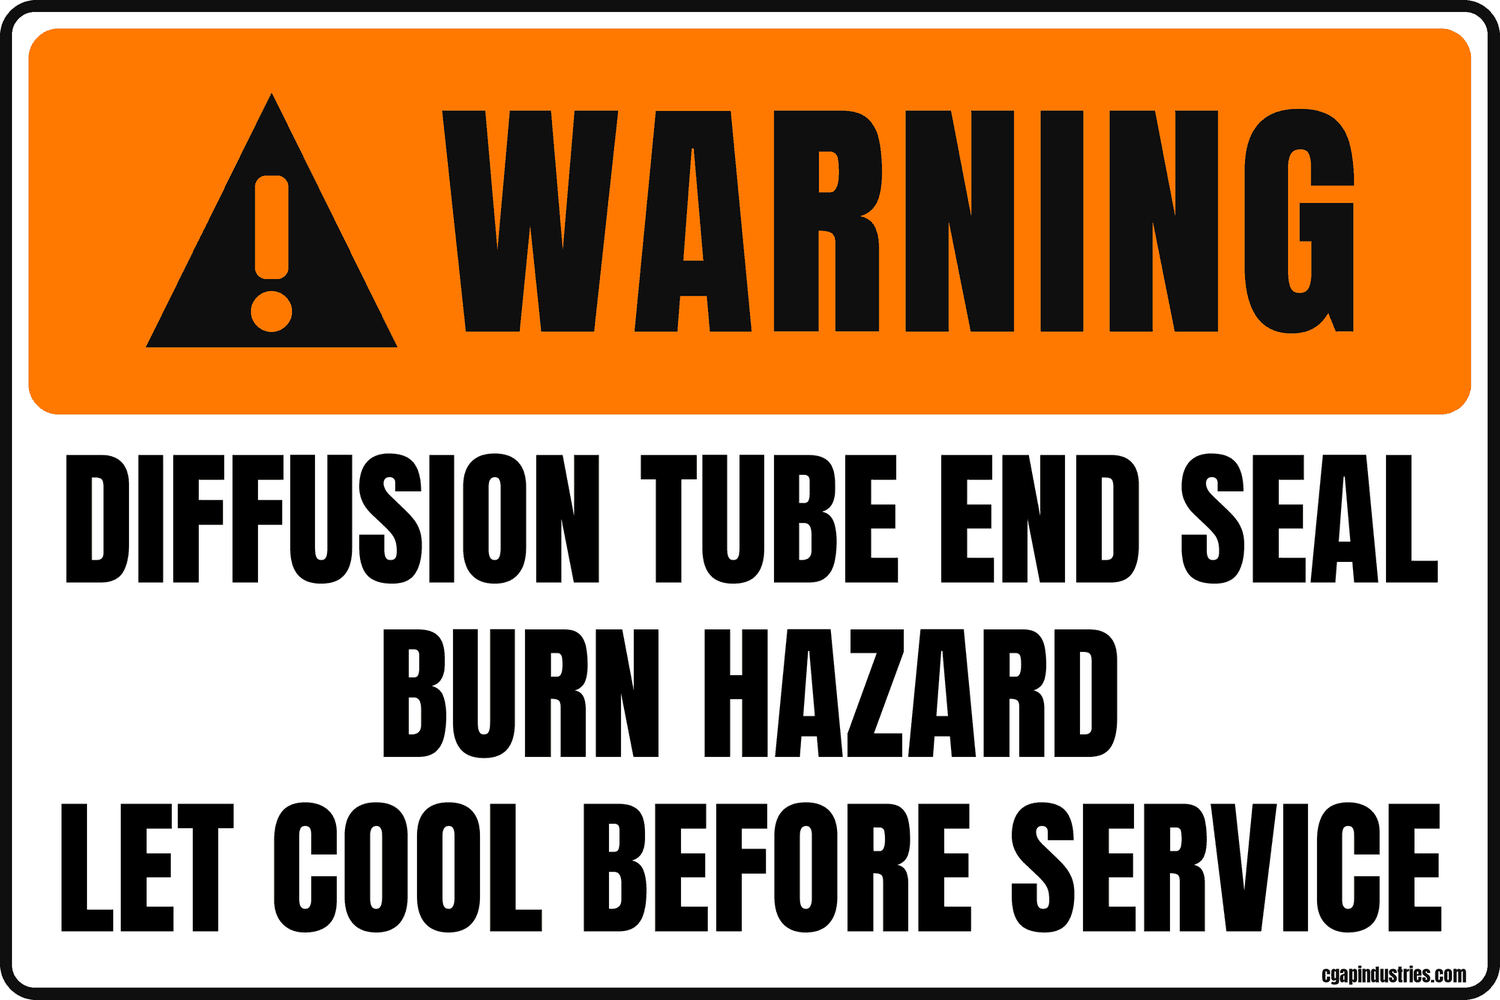 WARNING
DIFFUSION TUBE END SEAL
BURN HAZARD
LET COOL BEFORE SERVICE
cgapindustries.com